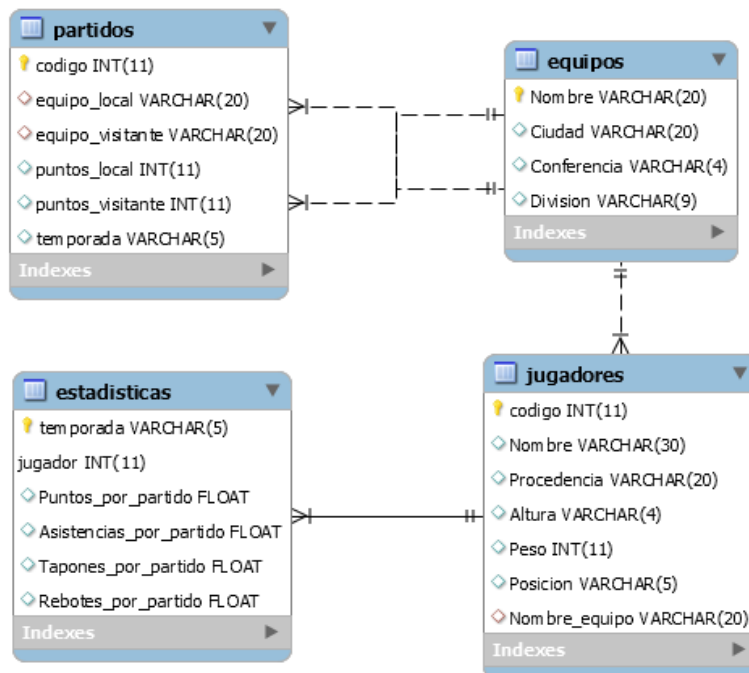 partidos
codigo INT(11)
equipo_local VARCHAR(20)
equipo_visitante VARCHAR(20)
puntos_local INT(11)
puntos_visitante INT(11)
temporada VARCHAR(5)
Indexes
equipos
Nombre VARCHAR(20)
Ciudad VARCHAR(20)
Conferencia VARCHAR(4)
Division VARCHAR(9)
Indexes
estadisticas
temporada VARCHAR(5)
jugador INT(11)
Puntos_por_partido FLOAT
Asistencias_por_partido FLOAT
Tapones_por_partido FLOAT
Rebotes_por_partido FLOAT
Indexes
jugadores
codigo INT(11)
Nombre VARCHAR(30)
Procedencia VARCHAR(20)
Altura VARCHAR(4)
Peso INT(11)
Posicion VARCHAR(5)
Nombre_equipo VARCHAR(20)
Indexes